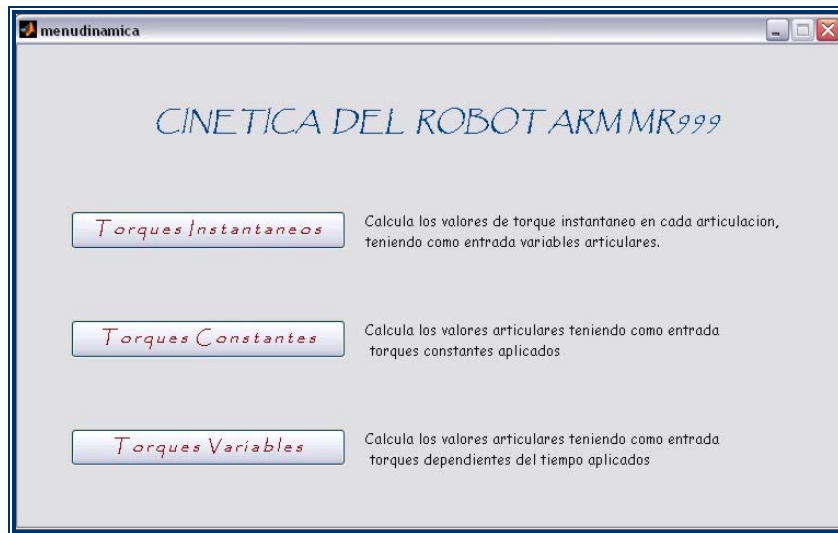 menudinamica
CINETICA DEL ROBOT ARM MR999
Torques Instantaneos
Calcula los valores de torque instantaneo en cada articulacion,
teniendo como entrada variables articulares.
Torques Constantes
Calcula los valores articulares teniendo como entrada
torques constantes aplicados
Torques Variables
Calcula los valores articulares teniendo como entrada
torques dependientes del tiempo aplicados